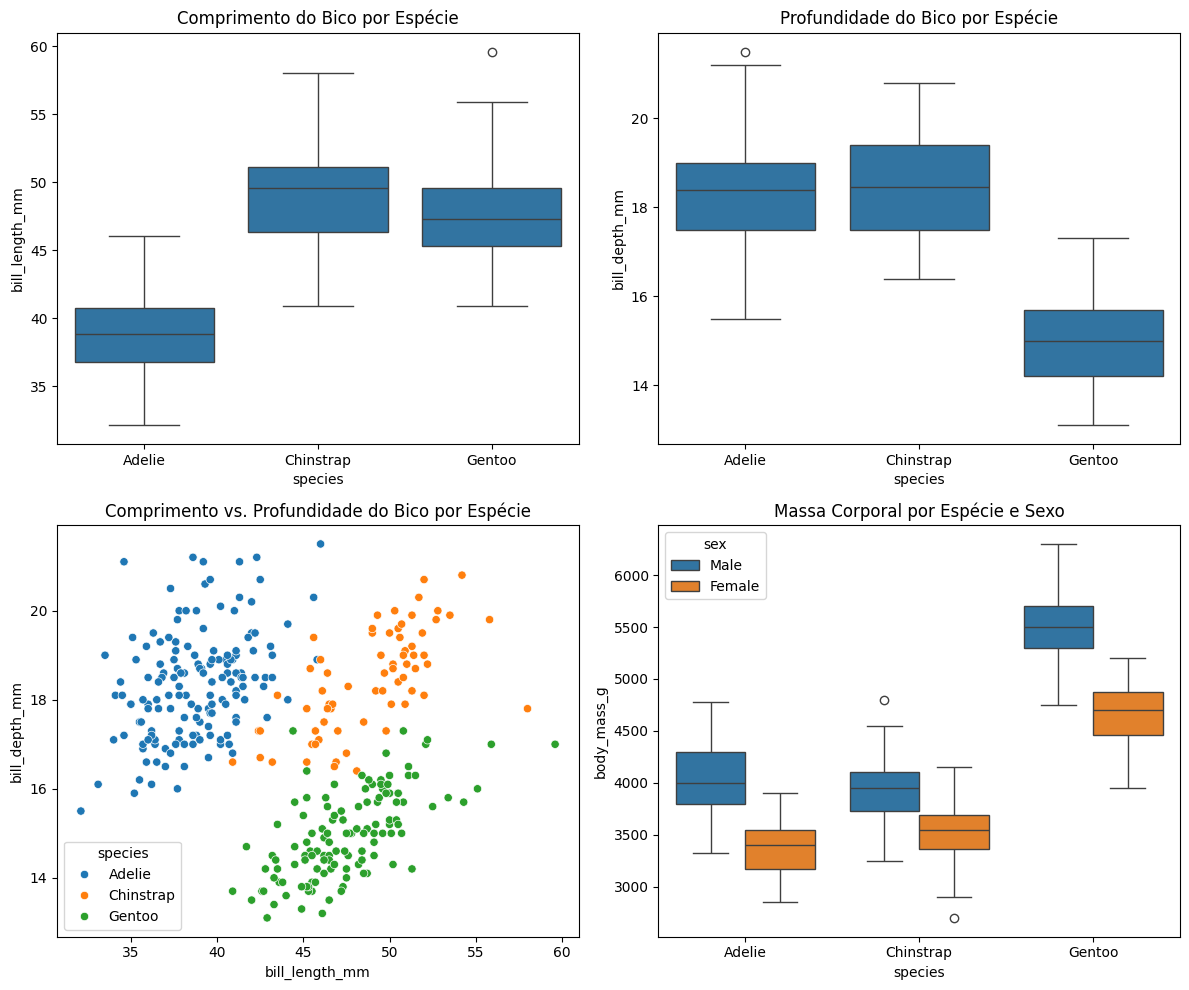 Comprimento do Bico por Espécie
60
55
50
45
40
35
bill_length_mm
Adelie
Chinstrap
Gentoo
species
Profundidade do Bico por Espécie
20
18
16
14
bill_depth_mm
Adelie
Chinstrap
Gentoo
species
Comprimento vs. Profundidade do Bico por Espécie
20
18
16
14
bill_depth_mm
species
Adelie
Chinstrap
Gentoo
35
40
45
50
55
60
bill_length_mm
Massa Corporal por Espécie e Sexo
sex
Male
Female
6000
5500
5000
4500
4000
3500
3000
body_mass_g
Adelie
Chinstrap
Gentoo
species